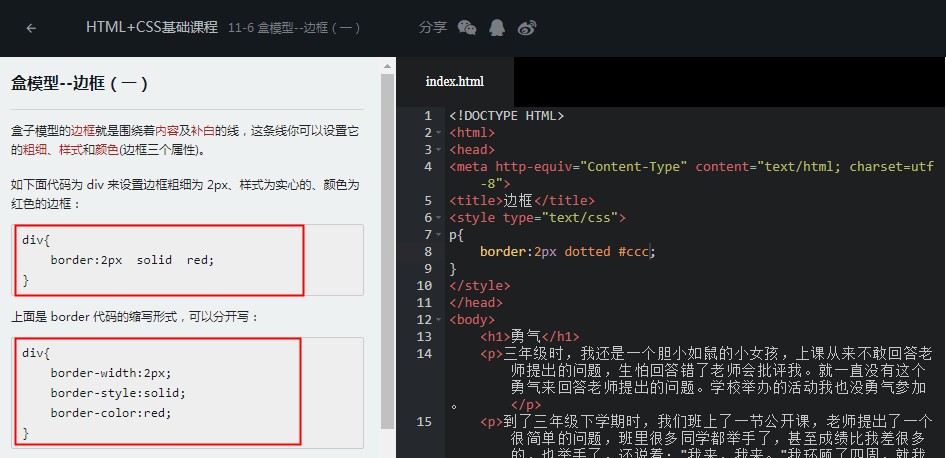 ← HTML+CSS基础课程 11-6 盒模型--边框（一） 分享
盒模型--边框（一）
盒子模型的边框就是围绕着内容及补白的线，这条线你可以设置它
的粗细、样式和颜色(边框三个属性)。
如下面代码为 div 来设置边框粗细为 2px、样式为实心的、颜色为
红色的边框：
div{
border:2px solid red;
}
上面是 border 代码的缩写形式，可以分开写：
div{
border-width:2px;
border-style:solid;
border-color:red;
}
index.html
1 <!DOCTYPE HTML>
2 <html>
3 <head>
4 <meta http-equiv="Content-Type" content="text/html; charset=utf
-8">
5 <title>边框</title>
6 <style type="text/css">
7 p{
8 border:2px dotted #ccc;
9 }
10 </style>
11 </head>
12 <body>
13 <h1>勇气</h1>
14 <p>三年级时，我还是一个胆小如鼠的小女孩，上课从来不敢回答老
师提出的问题，生怕回答错了老师会批评我。就一直没有这个
勇气来回答老师提出的问题。学校举办的活动我也没勇气参加
。 </p>
15 <p>到了三年级下学期时，我们班上了一节公开课，老师提出了一个
很简单的问题，班里很多同学都举手了，甚至成绩比我差很多
的，也举手了，还说着："我来，我来。"我环顾了四周，就我